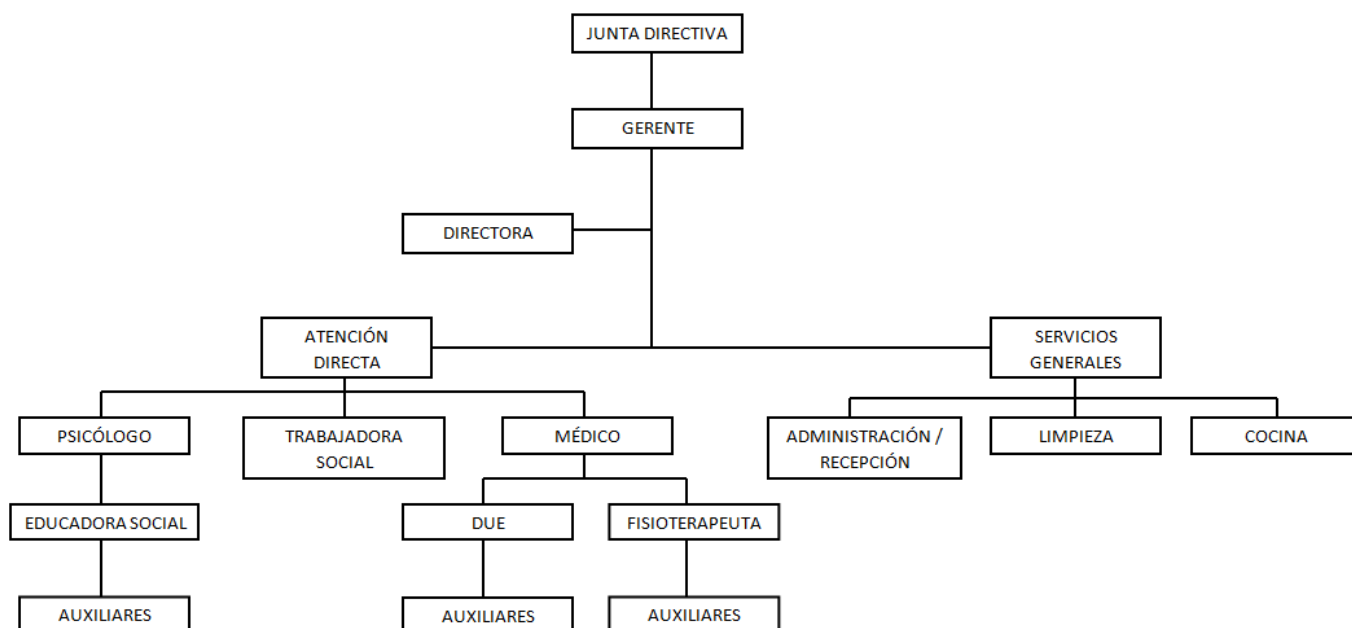 JUNTA DIRECTIVA
GERENTE
DIRECTORA
ATENCIÓN
DIRECTA
SERVICIOS
GENERALES
PSICÓLOGO
TRABAJADORA
SOCIAL
MÉDICO
ADMINISTRACIÓN /
RECEPCIÓN
LIMPIEZA
COCINA
EDUCADORA SOCIAL
DUE
FISIOTERAPEUTA
AUXILIARES
AUXILIARES
AUXILIARES